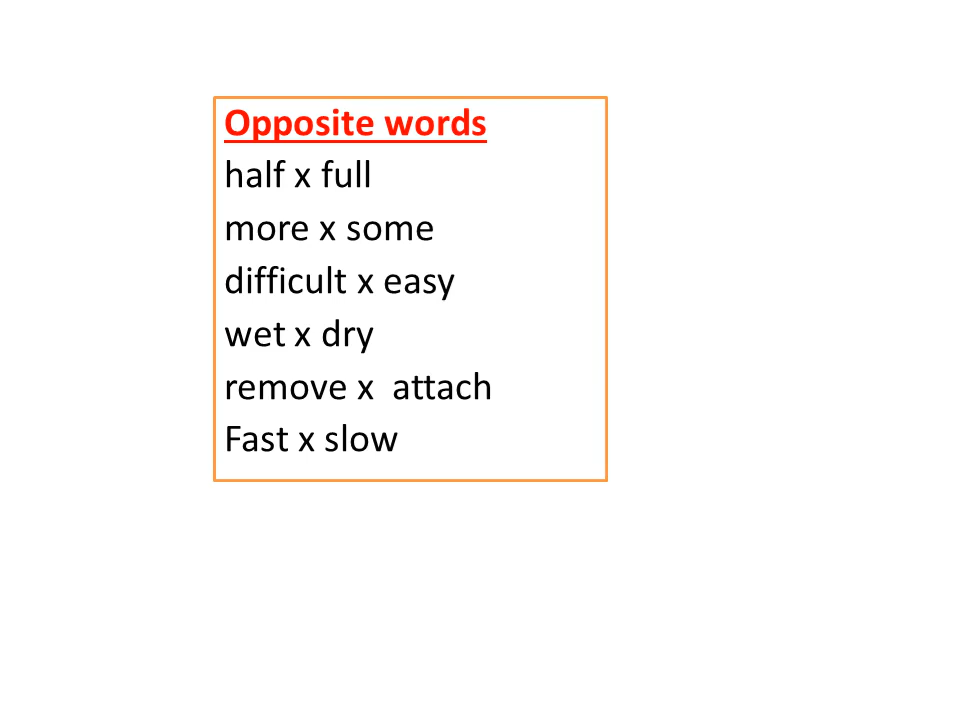 Opposite words
half x full
more x some
difficult x easy
wet x dry
remove x  attach
Fast x slow